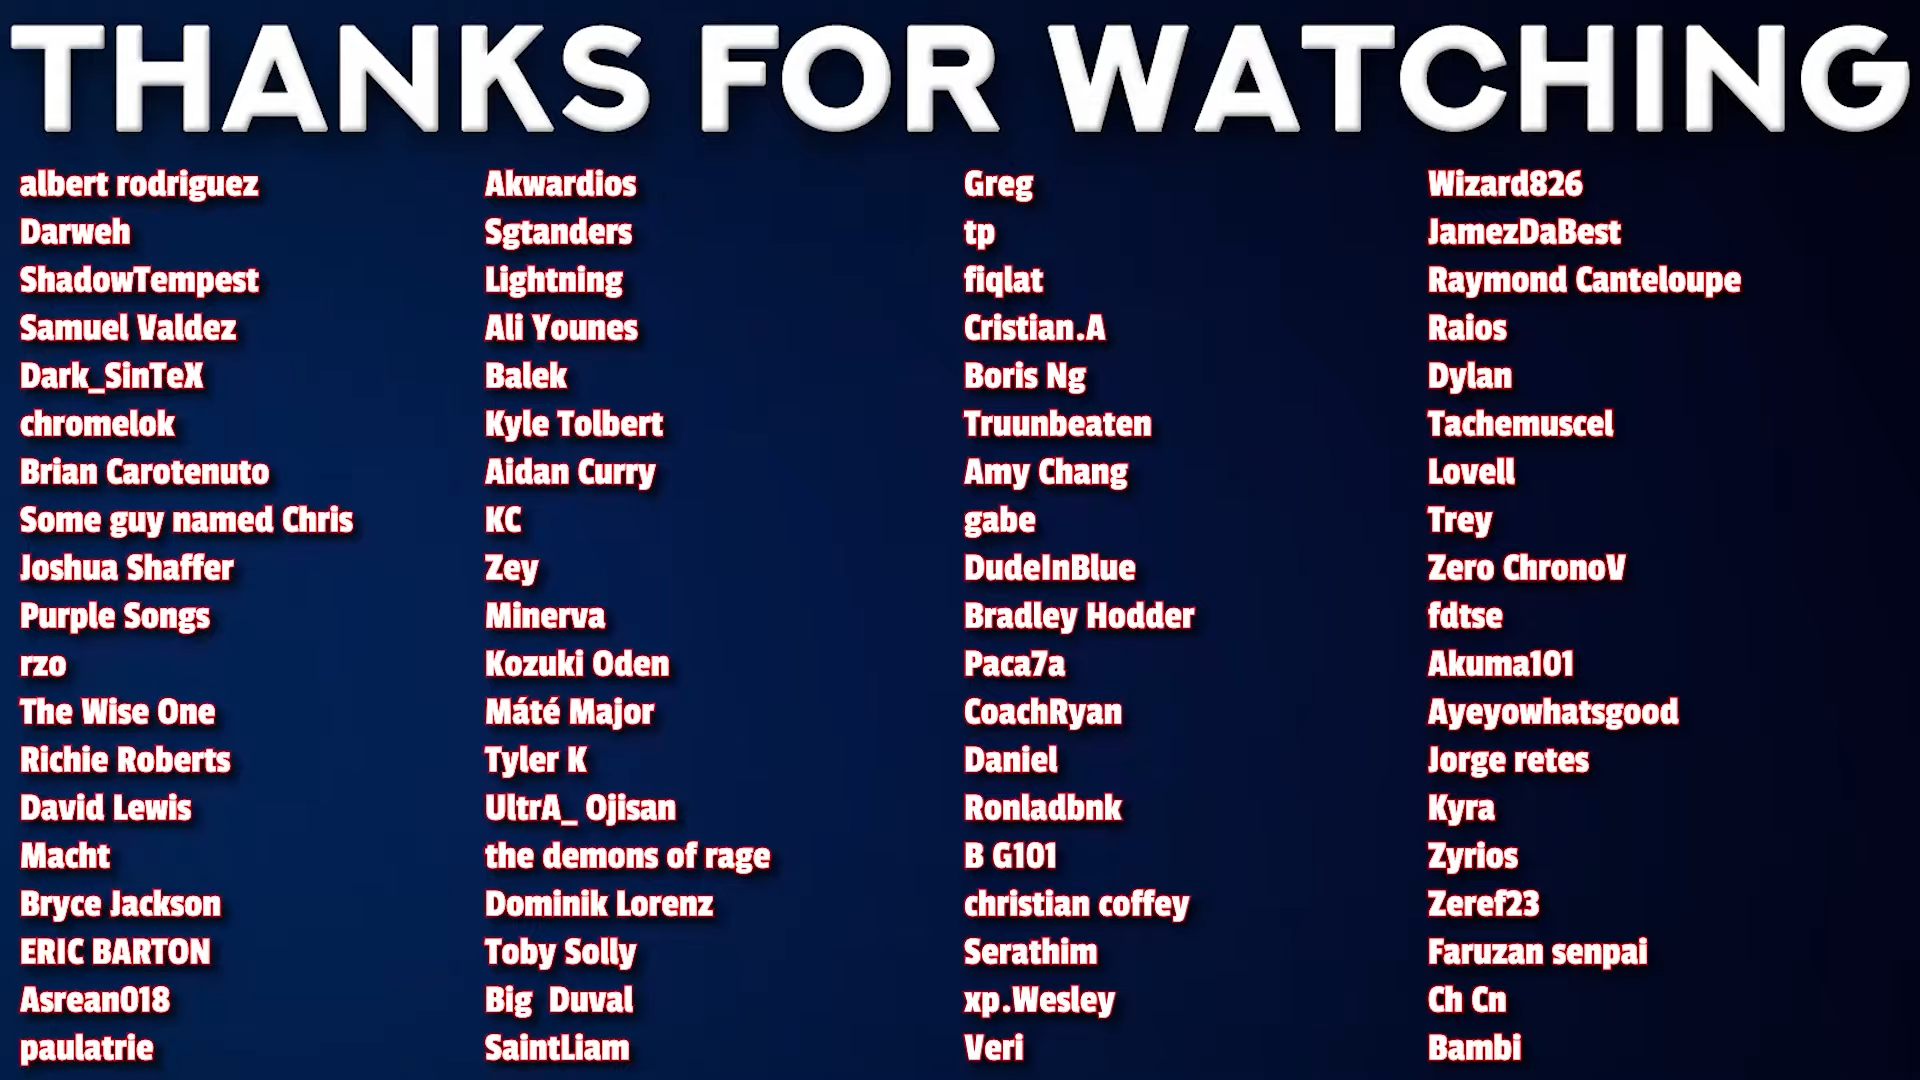 THANKS FOR WATCHING
albert rodriguez
Darweh
ShadowTempest
Samuel Valdez
Dark_SinTeX
chromelok
Brian Carotenuto
Some guy named Chris
Joshua Shaffer
Purple Songs
rzo
The Wise One
Richie Roberts
David Lewis
Macht
Bryce Jackson
ERIC BARTON
Asrean018
paulatrie
Akwardios
Sgtanders
Lightning
Ali Younes
Balek
Kyle Tolbert
Aidan Curry
KC
Zey
Minerva
Kozuki Oden
Máté Major
Tyler K
UltrA_ Ojisan
the demons of rage
Dominik Lorenz
Toby Solly
Big  Duval
SaintLiam
Greg
tp
fiqlat
Cristian.A
Boris Ng
Truunbeaten
Amy Chang
gabe
DudeInBlue
Bradley Hodder
Paca7a
CoachRyan
Daniel
Ronladbnk
B G101
christian coffey
Serathim
xp.Wesley
Veri
Wizard826
JamezDaBest
Raymond Canteloupe
Raios
Dylan
Tachemuscel
Lovell
Trey
Zero ChronoV
fdtse
Akuma101
Ayeyowhatsgood
Jorge retes
Kyra
Zyrios
Zeref23
Faruzan senpai
Ch Cn
Bambi